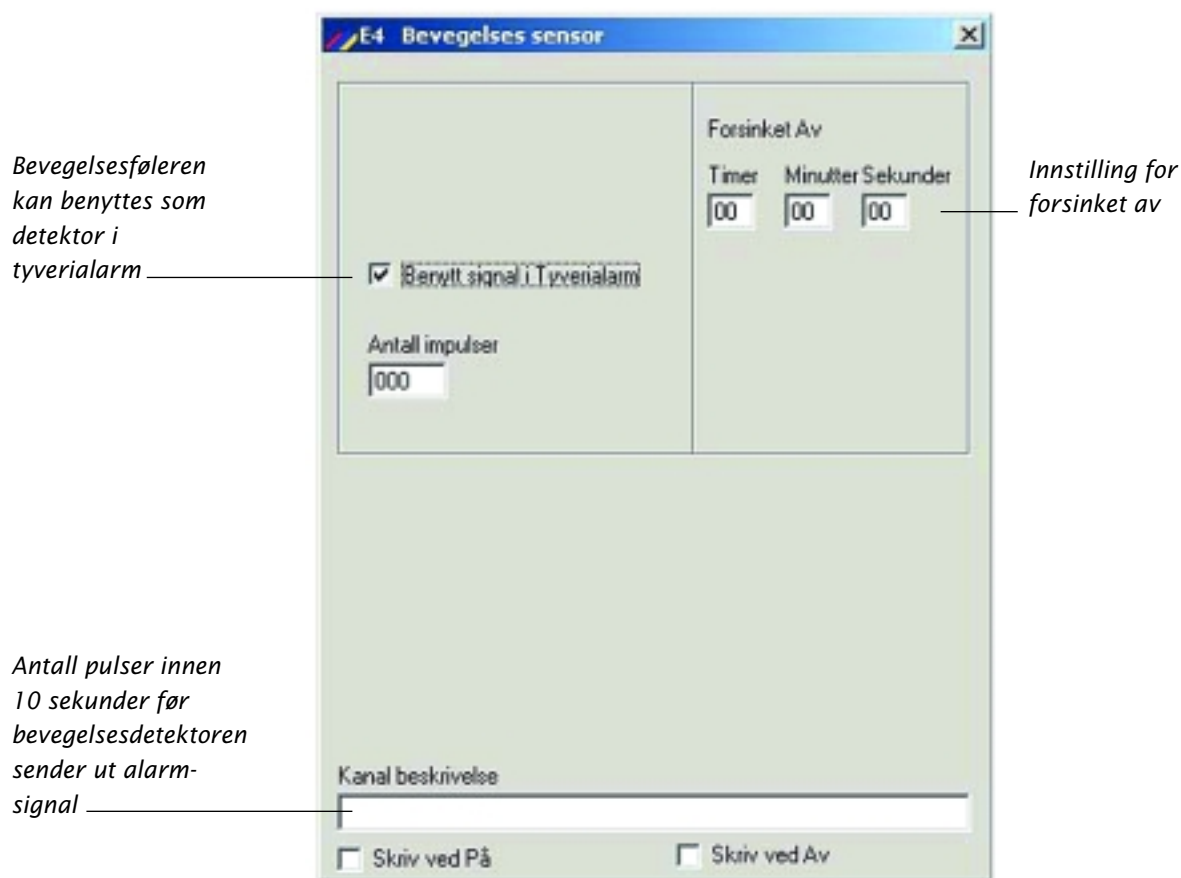 E4 Bevegelses sensor
Bevegelsesføleren
kan benyttes som
detektor i
tyverialarm
Benytt signal i Tyverialarm
Antall impulser
000
Forsinket Av
Timer Minutter Sekunder
00 00 00
Innstilling for
forsinket av
Antall pulser innen
10 sekunder før
bevegelsesdetektoren
sender ut alarm-
signal
Kanal beskrivelse
Skriv ved På Skriv ved Av